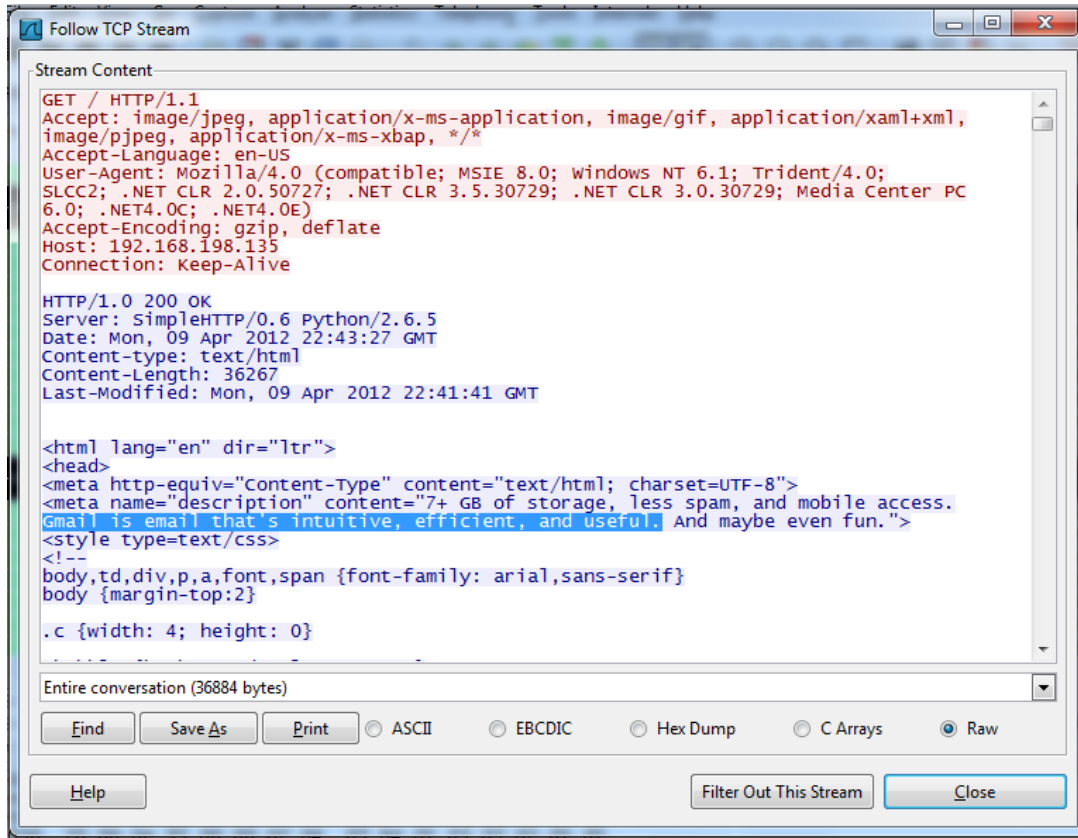 Follow TCP Stream
Stream Content
GET / HTTP/1.1
Accept: image/jpeg, application/x-ms-application, image/gif, application/xaml+xml,
image/pjpeg, application/x-ms-xbap, */*
Accept-Language: en-US
User-Agent: Mozilla/4.0 (compatible; MSIE 8.0; Windows NT 6.1; Trident/4.0;
SLCC2; .NET CLR 2.0.50727; .NET CLR 3.5.30729; .NET CLR 3.0.30729; Media Center PC
6.0; .NET4.0C; .NET4.0E)
Accept-Encoding: gzip, deflate
Host: 192.168.198.135
Connection: Keep-Alive
HTTP/1.0 200 OK
Server: SimpleHTTP/0.6 Python/2.6.5
Date: Mon, 09 Apr 2012 22:43:27 GMT
Content-type: text/html
Content-Length: 36267
Last-Modified: Mon, 09 Apr 2012 22:41:41 GMT
<html lang="en" dir="ltr">
<head>
<meta http-equiv="Content-Type" content="text/html; charset=UTF-8">
<meta name="description" content="7+ GB of storage, less spam, and mobile access.
Gmail is email that's intuitive, efficient, and useful. And maybe even fun.">
<style type=text/css>
<!--
body,td,div,p,a,font,span {font-family: arial,sans-serif}
body {margin-top:2}
.c {width: 4; height: 0}
Entire conversation (36884 bytes)
Find Save As Print ASCII EBCDIC Hex Dump C Arrays Raw
Help Filter Out This Stream Close